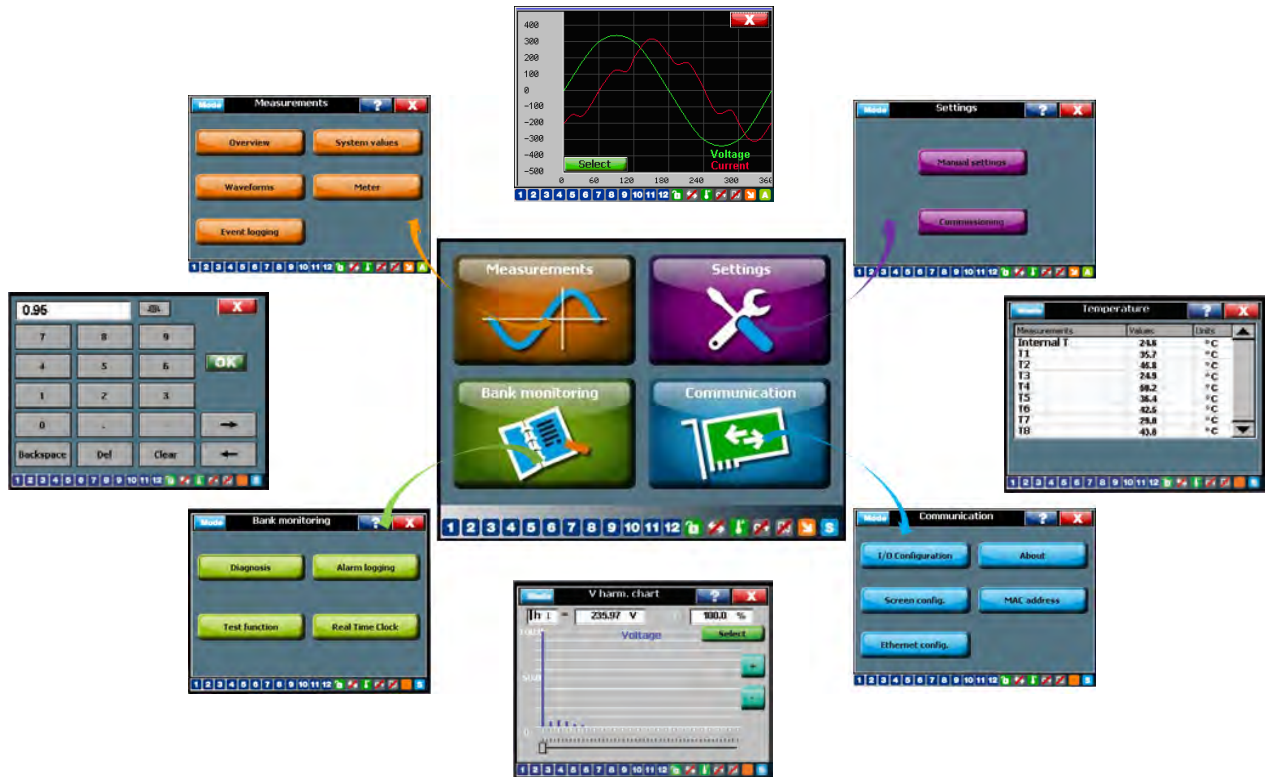 400
300
200
100
0
-100
-200
-300
-400
-500
X
Voltage
Current
Select
0 60 120 180 240 300 360
1 2 3 4 5 6 7 8 9 10 11 12 A
Mode Measurements ? X
Overview System values
Waveforms Meter
Event logging
1 2 3 4 5 6 7 8 9 10 11 12 A
Mode Settings ? X
Manual settings
Commissioning
1 2 3 4 5 6 7 8 9 10 11 12 A
Measurements Settings
Bank monitoring Communication
1 2 3 4 5 6 7 8 9 10 11 12 S
0.95 X
7 8 9
4 5 6 OK
1 2 3
0 .
Backspace Del Clear
1 2 3 4 5 6 7 8 9 10 11 12 S
Mode Temperature ? X
Measurements Values Units
Internal T 24.6 °C
T1 35.7 °C
T2 46.8 °C
T3 24.9 °C
T4 50.2 °C
T5 36.4 °C
T6 42.5 °C
T7 29.0 °C
T8 43.0 °C
1 2 3 4 5 6 7 8 9 10 11 12 S
Mode Bank monitoring ? X
Diagnosis Alarm logging
Test function Real Time Clock
1 2 3 4 5 6 7 8 9 10 11 12 S
Mode V harm. chart ? X
h 1 = 235.97 V 100.0 %
Voltage Select
100.0
50.0
0
+
-
1 2 3 4 5 6 7 8 9 10 11 12 S
Mode Communication ? X
I/O Configuration About
Screen config. MAC address
Ethernet config.
1 2 3 4 5 6 7 8 9 10 11 12 S